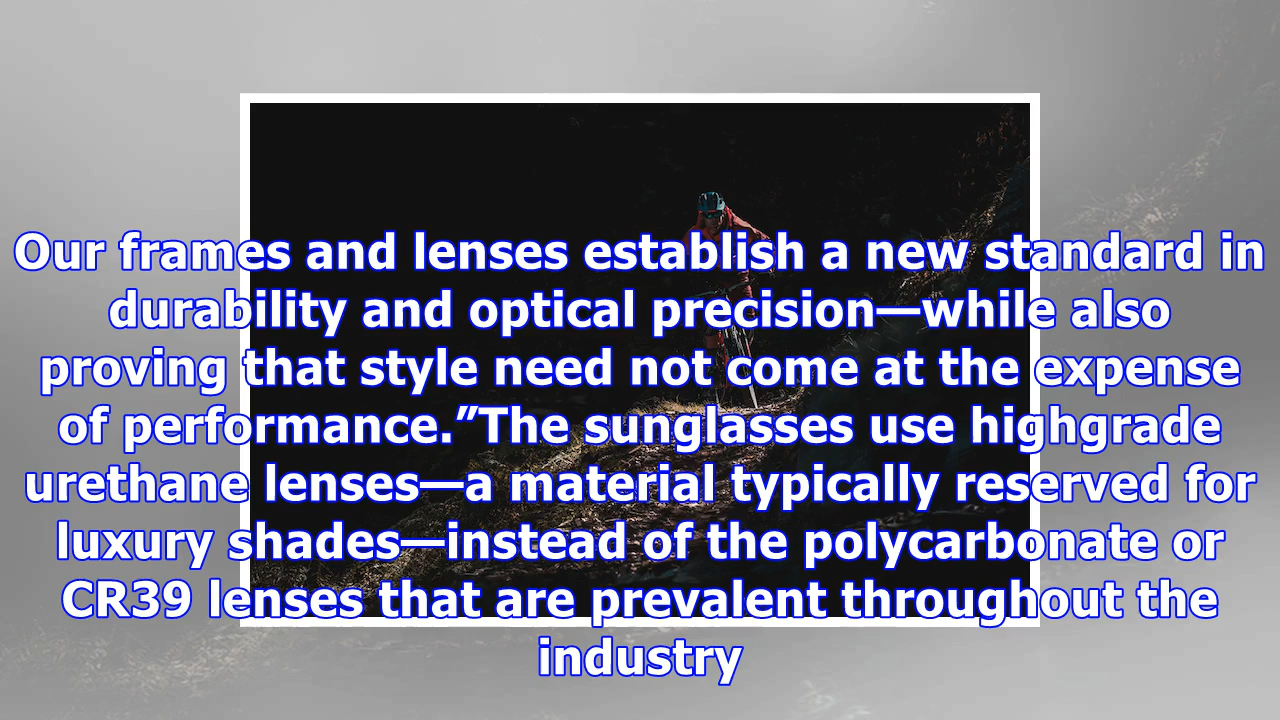 Our frames and lenses establish a new standard in
durability and optical precision—while also
proving that style need not come at the expense
of performance.”The sunglasses use highgrade
urethane lenses—a material typically reserved for
luxury shades—instead of the polycarbonate or
CR39 lenses that are prevalent throughout the
industry